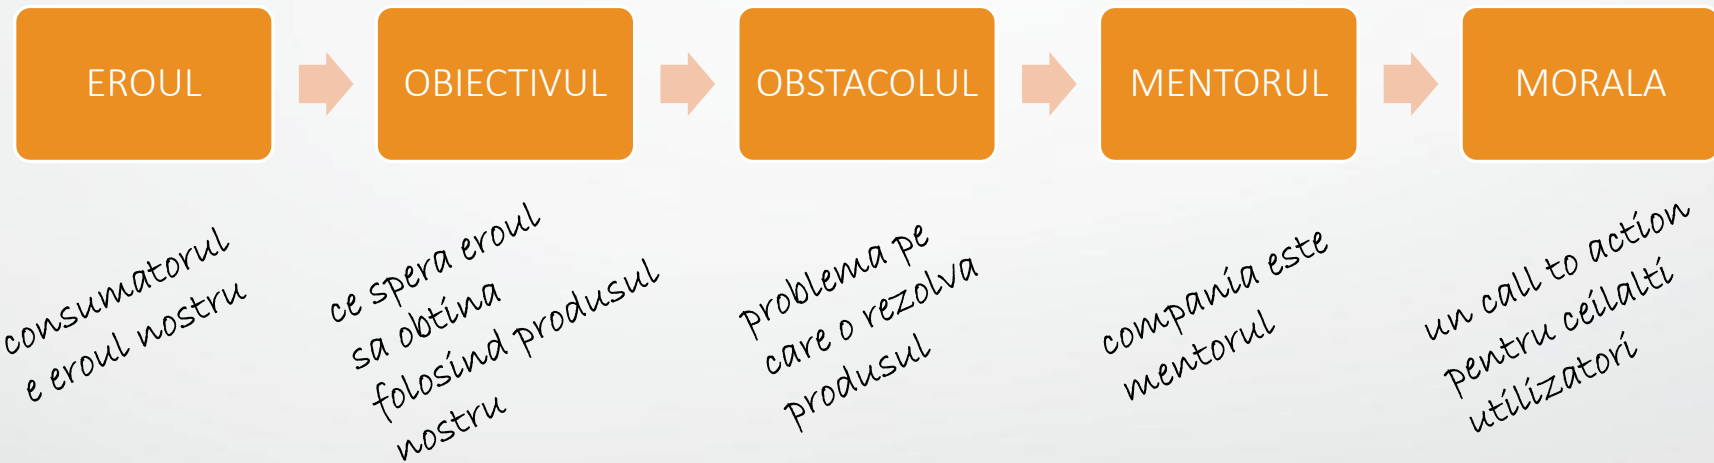 EROUL
OBIECTIVUL
OBSTACOLUL
MENTORUL
MORALA
consumatorul
e eroul nostru
ce spera eroul
sa obtina
folosind produsul
nostru
problema pe
care o rezolva
produsul
compania este
mentorul
un call to action
pentru ceilalti
utilizatori